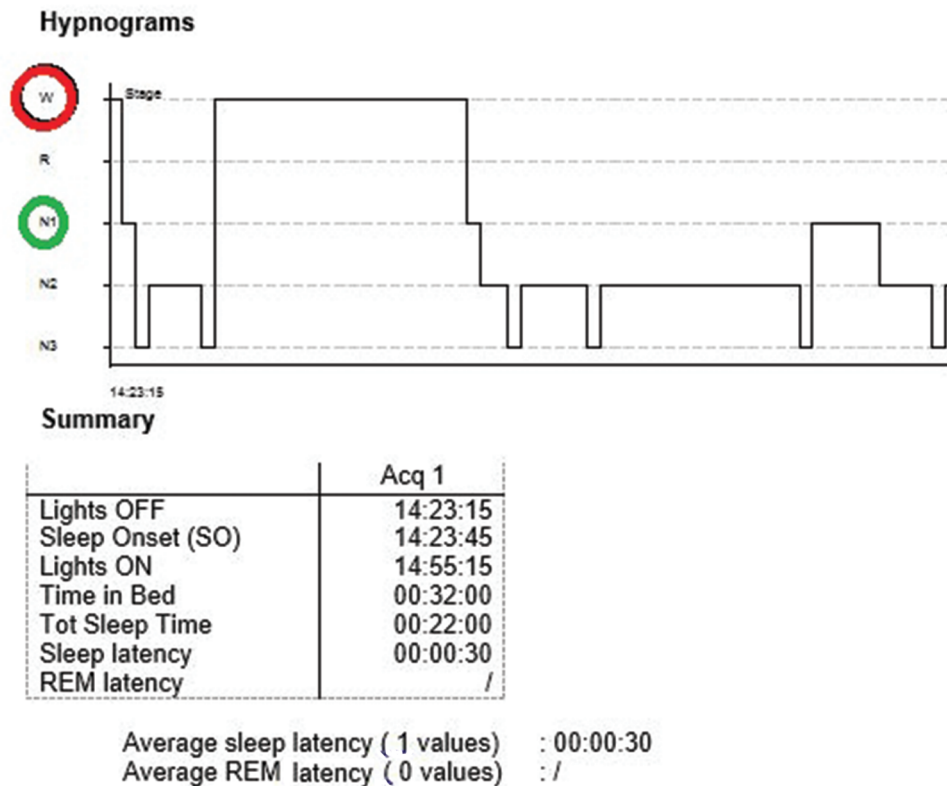 Hypnograms
W
Stage
R
N1
N2
N3
14:23:15
Summary
Acq 1
Lights OFF 14:23:15
Sleep Onset (SO) 14:23:45
Lights ON 14:55:15
Time in Bed 00:32:00
Tot Sleep Time 00:22:00
Sleep latency 00:00:30
REM latency /
Average sleep latency ( 1 values) : 00:00:30
Average REM latency ( 0 values) : /